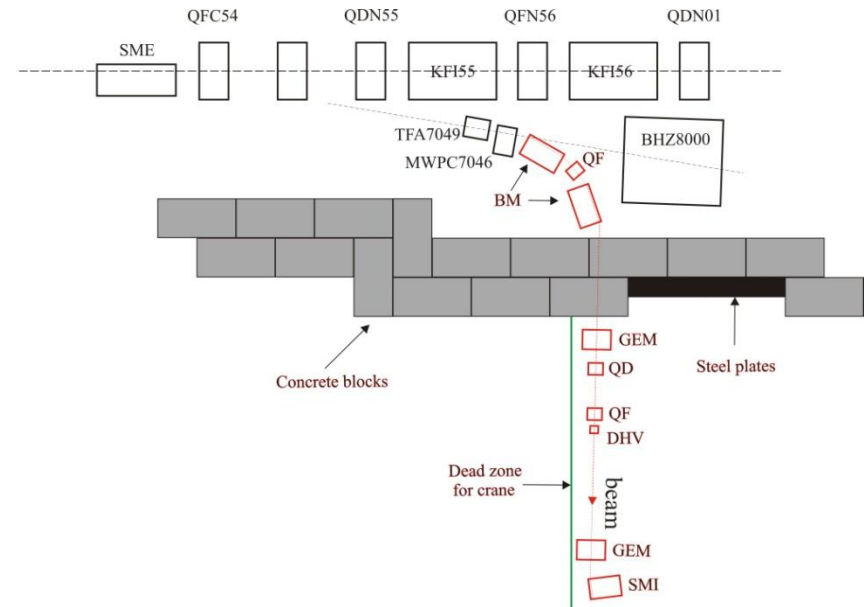 QFC54
QDN55
QFN56
QDN01
SME
KFI55
KFI56
TFA7049
MWPC7046
QF
BHZ8000
BM
GEM
QD
Concrete blocks
Steel plates
QF
DHV
Dead zone
for crane
beam
GEM
SMI